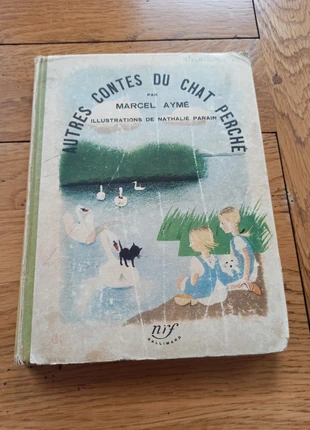 AUTRES CONTES DU CHAT PERCHÉ
PAR
MARCEL AYMÉ
ILLUSTRATIONS DE NATHALIE PARAIN
nrf
GALLIMARD